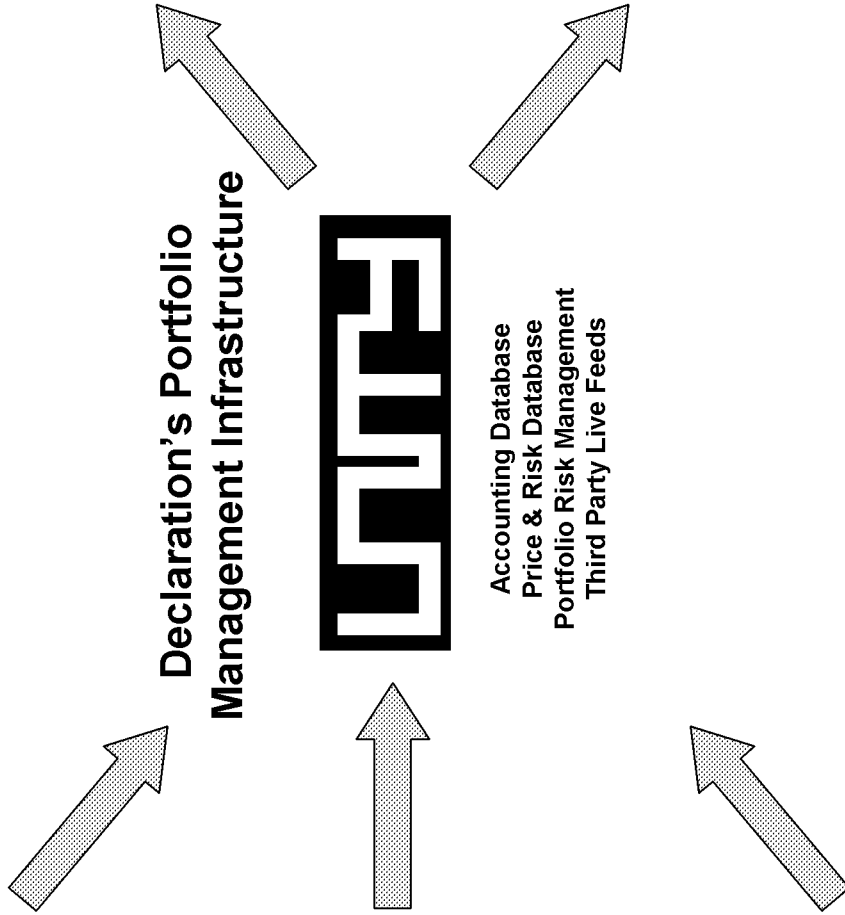 Declaration’s Portfolio
Management Infrastructure
Accounting Database
Price & Risk Database
Portfolio Risk Management
Third Party Live Feeds